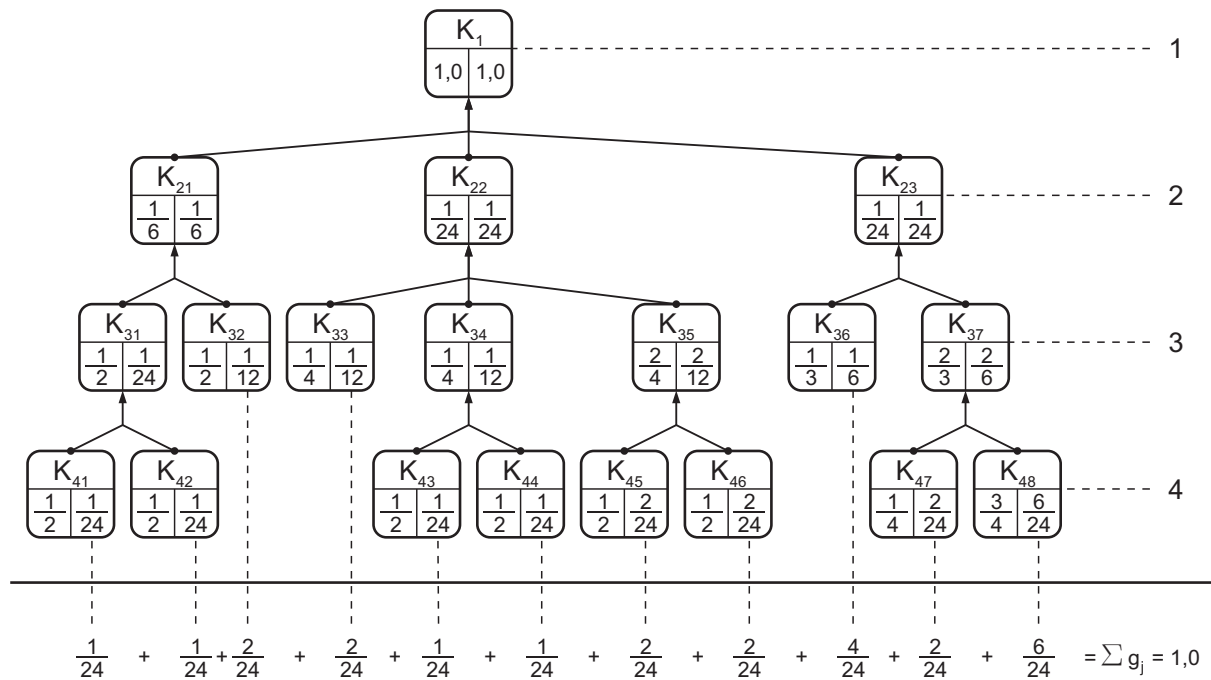 K₁
1,0 1,0
1
K₂₁ K₂₂ K₂₃
1/6 1/6 1/24 1/24 1/24 1/24
2
K₃₁ K₃₂ K₃₃ K₃₄ K₃₅ K₃₆ K₃₇
1/2 1/24 1/2 1/12 1/4 1/12 1/4 1/12 2/4 2/12 1/3 1/6 2/3 2/6
3
K₄₁ K₄₂ K₄₃ K₄₄ K₄₅ K₄₆ K₄₇ K₄₈
1/2 1/24 1/2 1/24 1/2 1/24 1/2 1/24 1/2 2/24 1/2 2/24 1/4 2/24 3/4 6/24
4
1/24 + 1/24 + 2/24 + 2/24 + 1/24 + 1/24 + 2/24 + 2/24 + 4/24 + 2/24 + 6/24 = ∑ gⱼ = 1,0